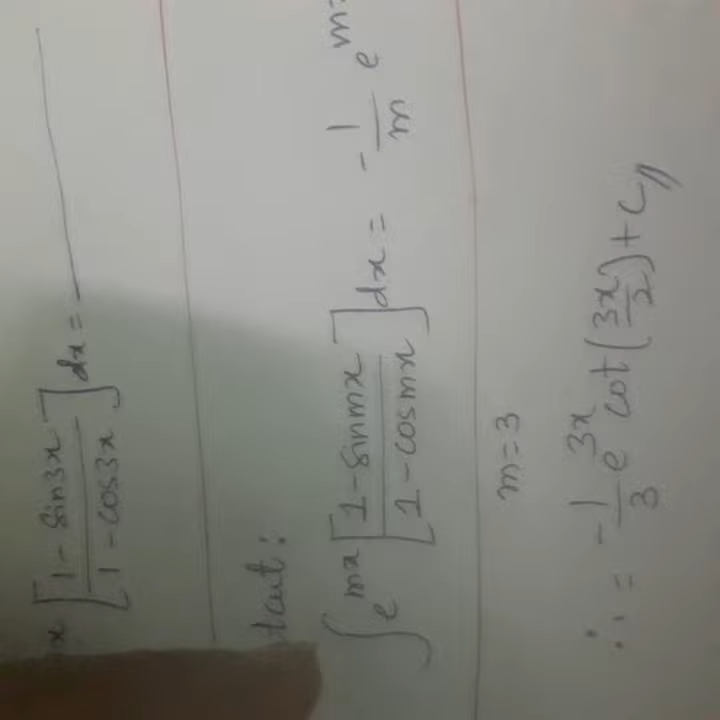 x [ 1 - sin3x / 1 - cos3x ] dx = ———
∫ e^{mx} [ 1 - sinmx / 1 - cosmx ] dx = - 1/m e^{m
m = 3
∴ = - 1/3 e^{3x} cot(3x/2) + c //